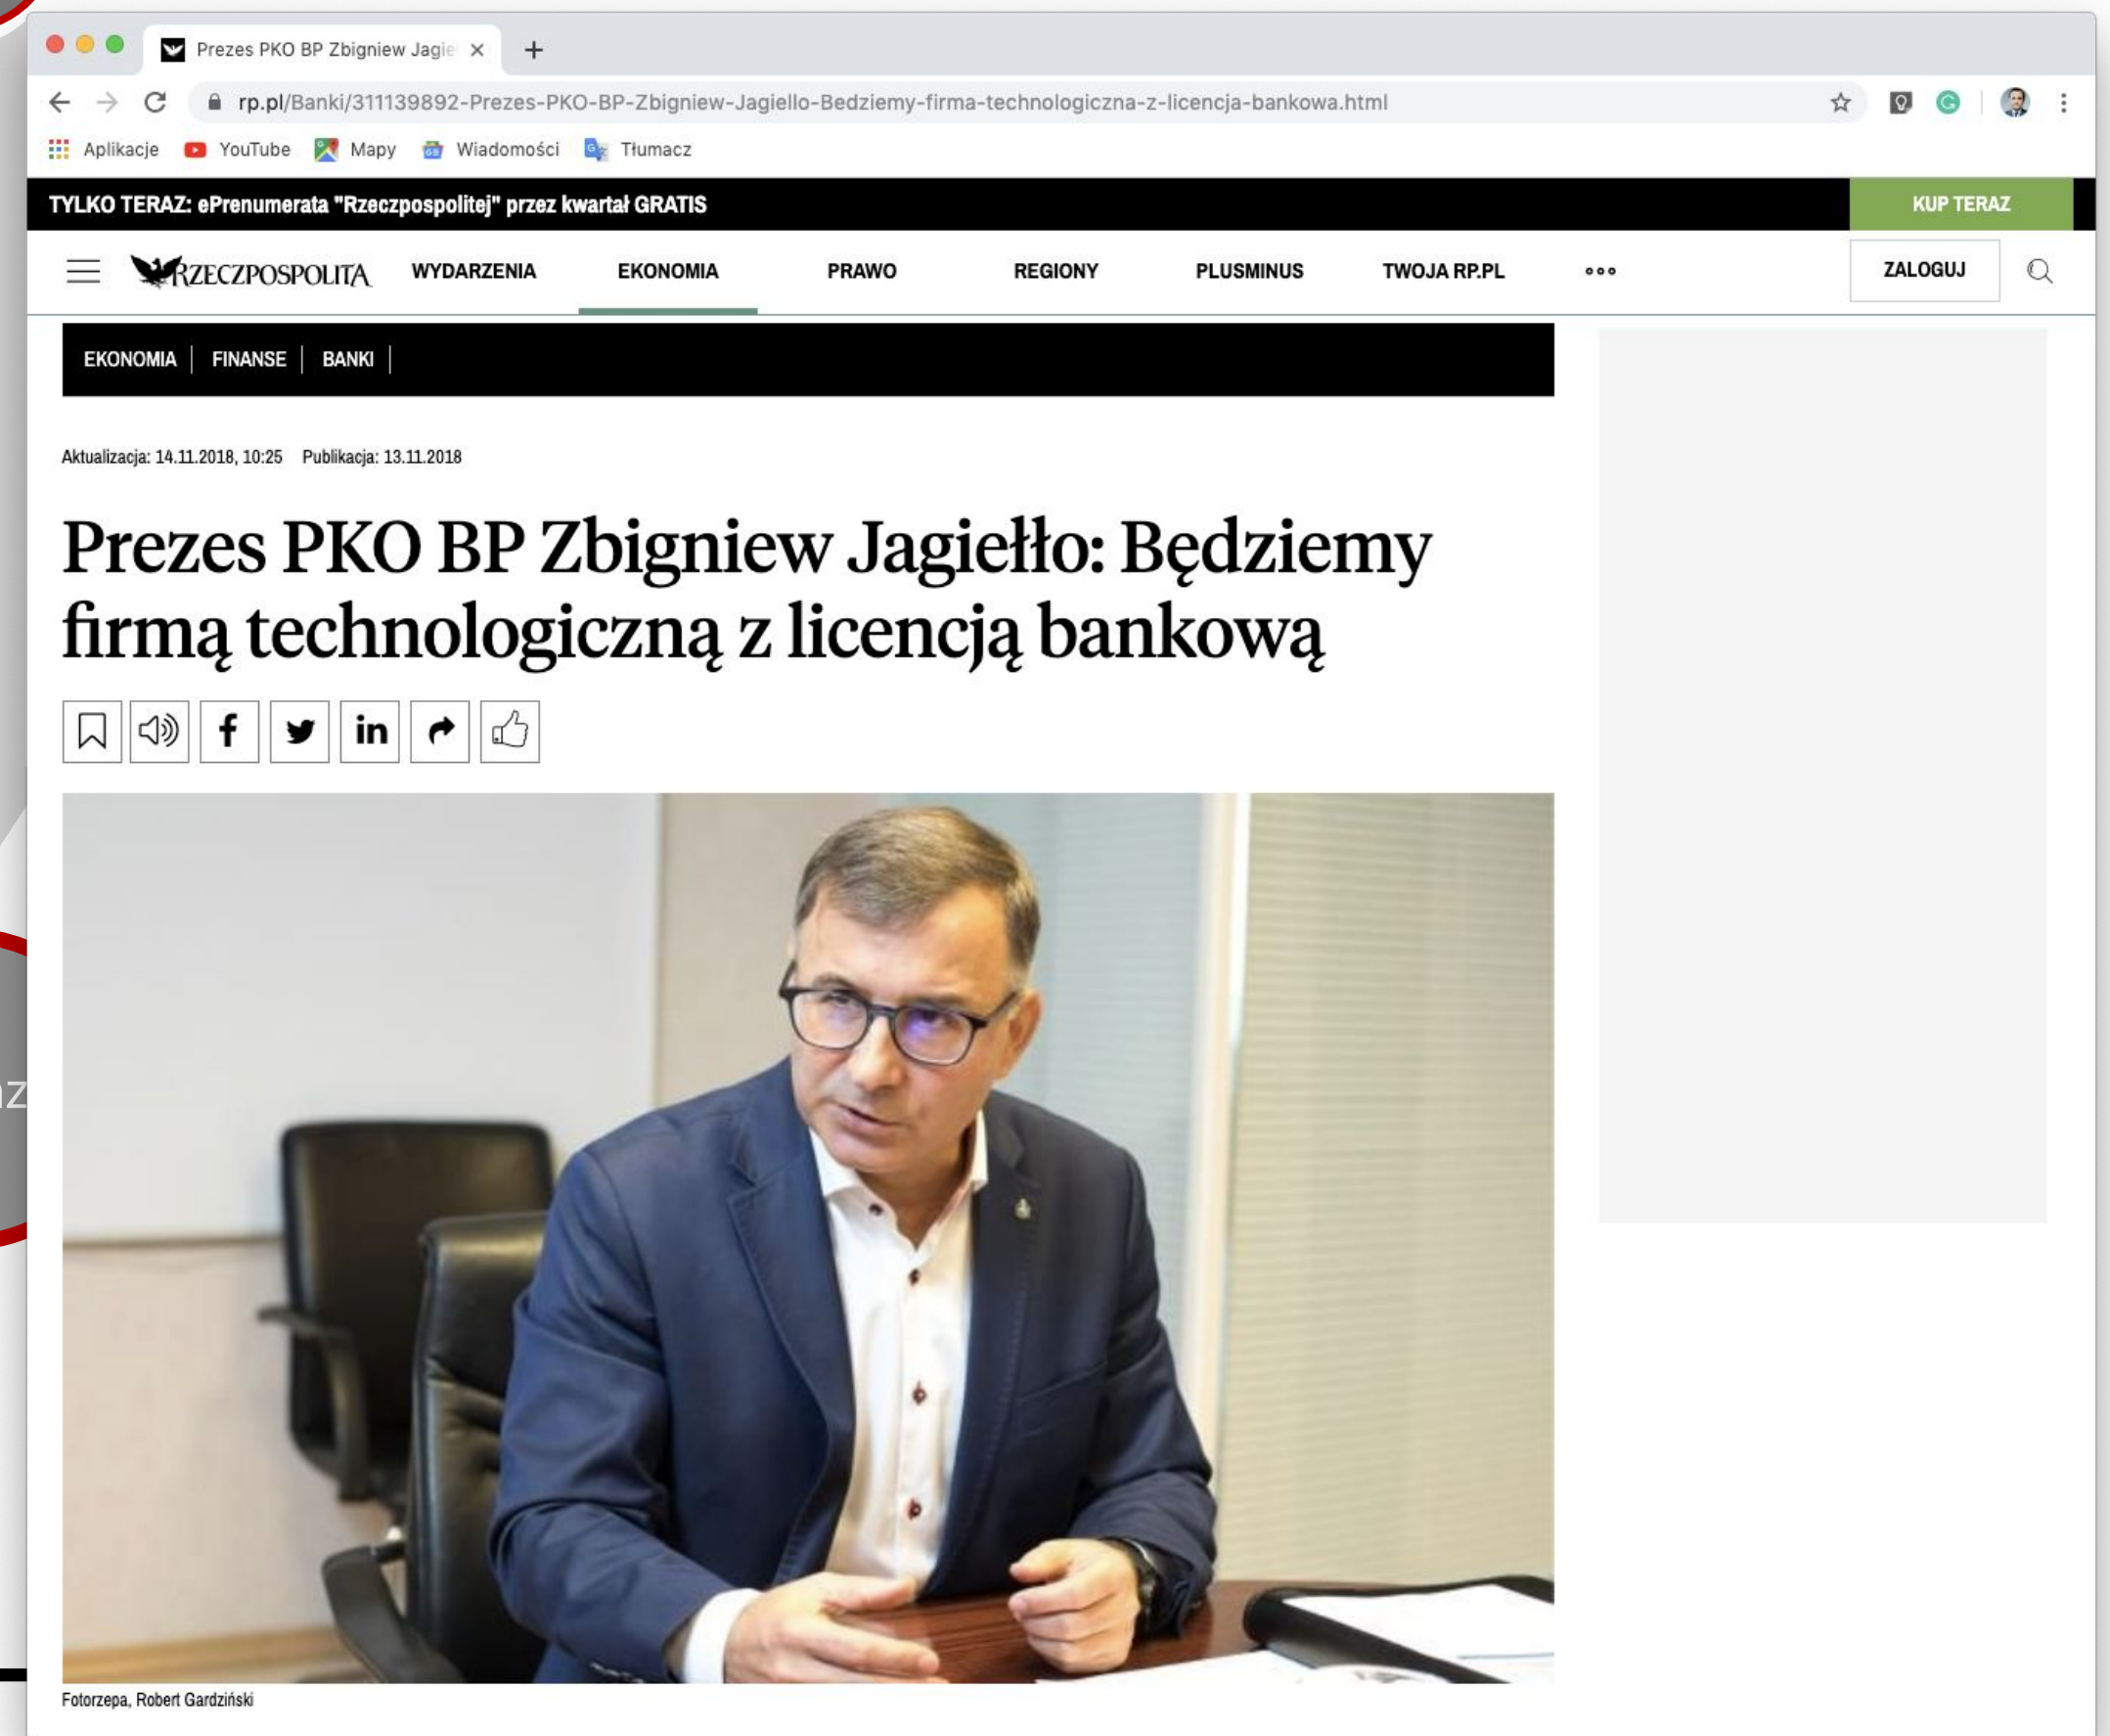 Prezes PKO BP Zbigniew Jagie
rp.pl/Banki/311139892-Prezes-PKO-BP-Zbigniew-Jagiello-Bedziemy-firma-technologiczna-z-licencja-bankowa.html
Aplikacje YouTube Mapy Wiadomości Tłumacz
TYLKO TERAZ: ePrenumerata "Rzeczpospolitej" przez kwartał GRATIS KUP TERAZ
RZECZPOSPOLITA WYDARZENIA EKONOMIA PRAWO REGIONY PLUSMINUS TWOJA RP.PL ZALOGUJ
EKONOMIA FINANSE BANKI
Aktualizacja: 14.11.2018, 10:25 Publikacja: 13.11.2018
Prezes PKO BP Zbigniew Jagiełło: Będziemy
firmą technologiczną z licencją bankową
Fotorzepa, Robert Gardziński